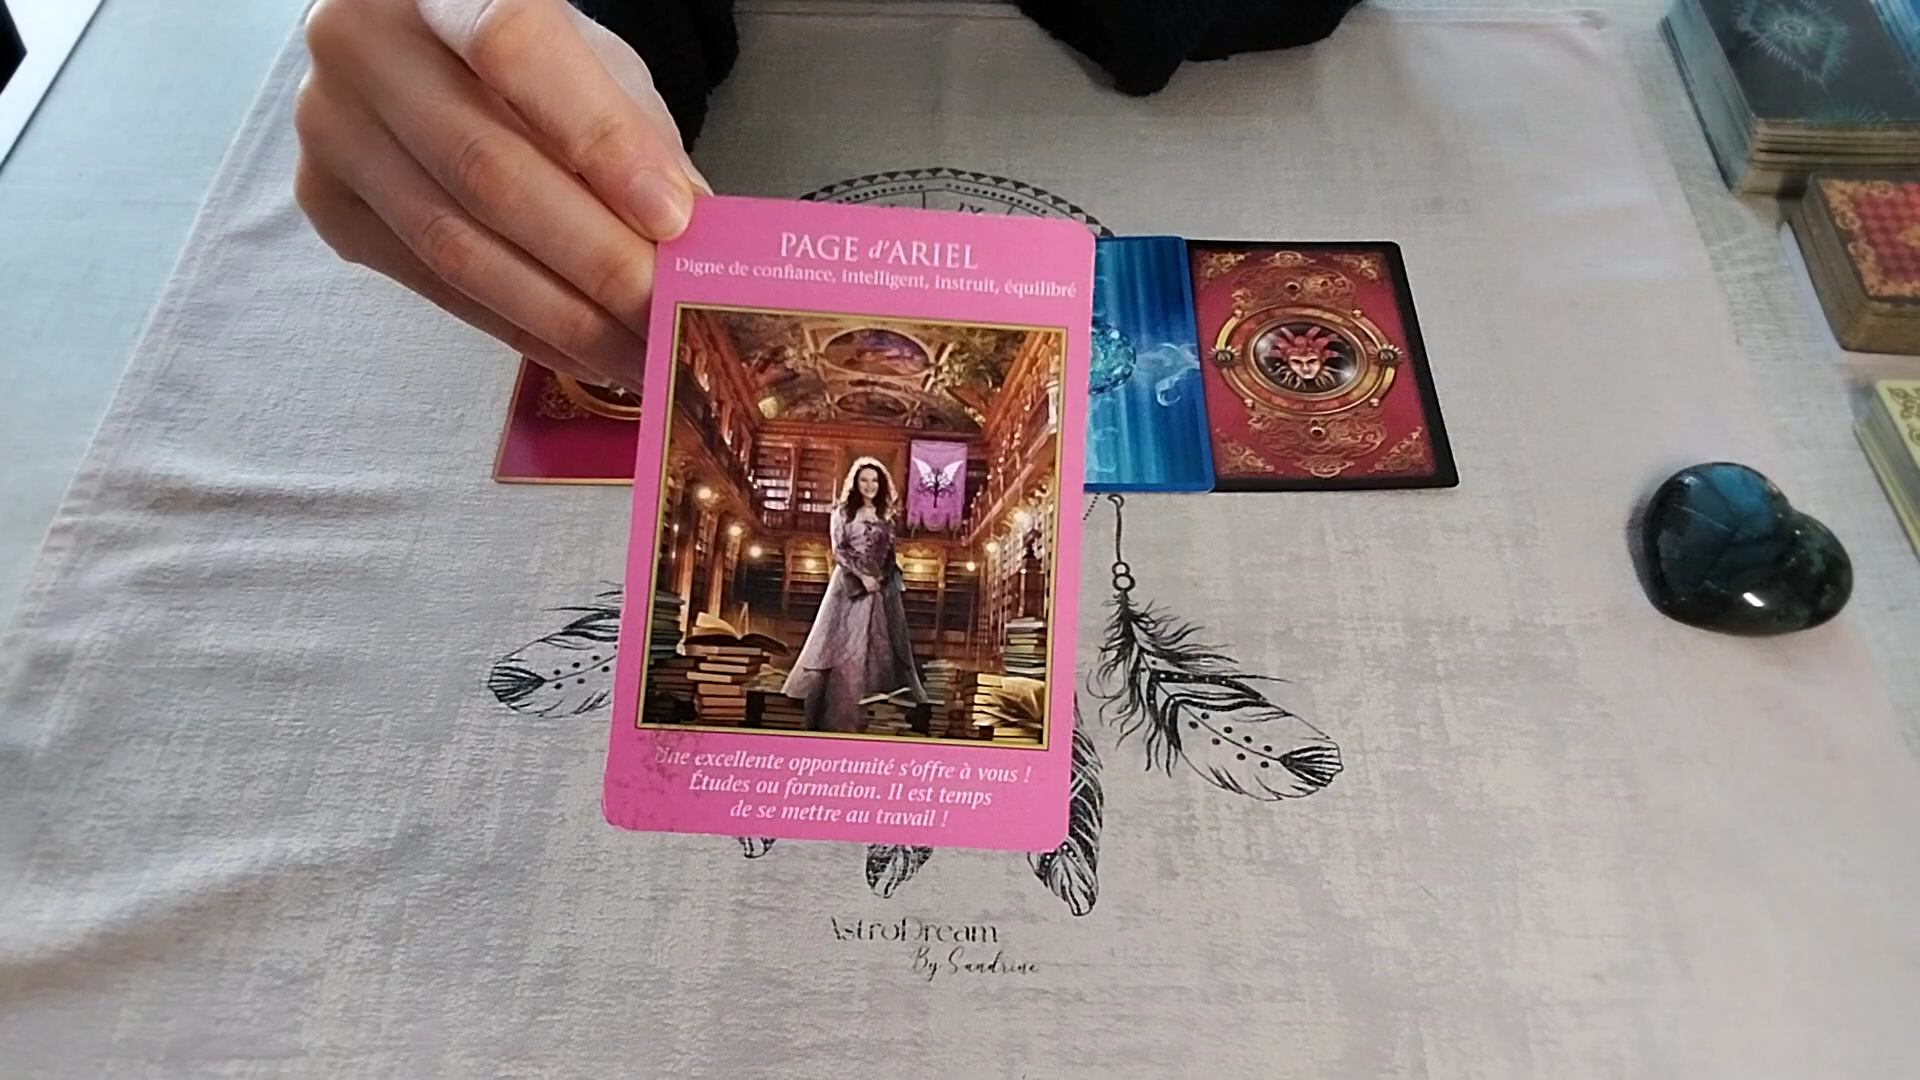 PAGE d'ARIEL
Digne de confiance, intelligent, instruit, équilibré
Une excellente opportunité s'offre à vous !
Études ou formation. Il est temps
de se mettre au travail !
AstroDream
By Sandrine